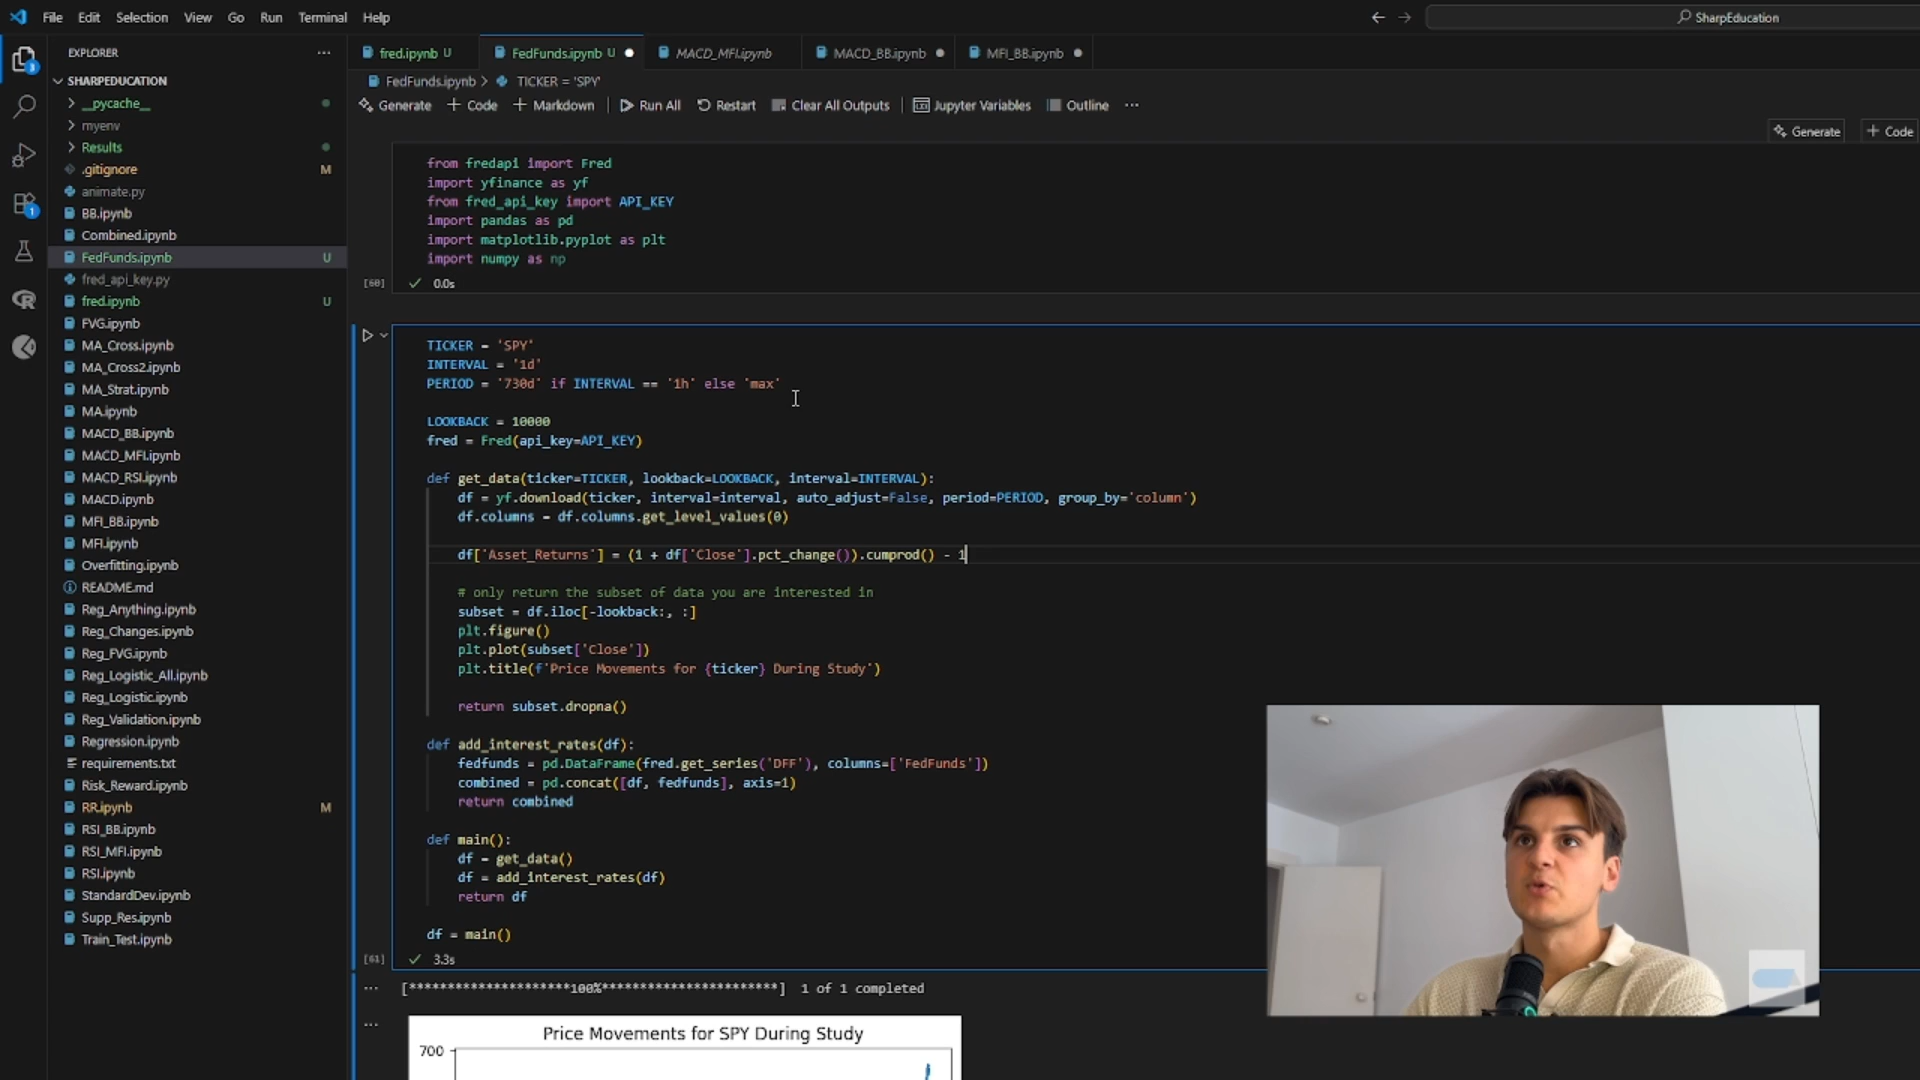 File Edit Selection View Go Run Terminal Help
SharpEducation
EXPLORER
SHARPEDUCATION
__pycache__
myenv
Results
.gitignore M
animate.py
BB.ipynb
Combined.ipynb
FedFunds.ipynb U
fred_api_key.py
fred.ipynb U
FVG.ipynb
MA_Cross.ipynb
MA_Cross2.ipynb
MA_Strat.ipynb
MA.ipynb
MACD_BB.ipynb
MACD_MFI.ipynb
MACD_RSI.ipynb
MACD.ipynb
MFI_BB.ipynb
MFI.ipynb
Overfitting.ipynb
README.md
Reg_Anything.ipynb
Reg_Changes.ipynb
Reg_FVG.ipynb
Reg_Logistic_All.ipynb
Reg_Logistic.ipynb
Reg_Validation.ipynb
Regression.ipynb
requirements.txt
Risk_Reward.ipynb
RR.ipynb M
RSI_BB.ipynb
RSI_MFI.ipynb
RSI.ipynb
StandardDev.ipynb
Supp_Res.ipynb
Train_Test.ipynb
3
1
fred.ipynb U FedFunds.ipynb U MACD_MFI.ipynb MACD_BB.ipynb MFI_BB.ipynb
FedFunds.ipynb > TICKER = 'SPY'
Generate + Code + Markdown Run All Restart Clear All Outputs Jupyter Variables Outline ...
Generate + Code
from fredapi import Fred
import yfinance as yf
from fred_api_key import API_KEY
import pandas as pd
import matplotlib.pyplot as plt
import numpy as np
[60] 0.0s
TICKER = 'SPY'
INTERVAL = '1d'
PERIOD = '730d' if INTERVAL == '1h' else 'max'
LOOKBACK = 10000
fred = Fred(api_key=API_KEY)
def get_data(ticker=TICKER, lookback=LOOKBACK, interval=INTERVAL):
df = yf.download(ticker, interval=interval, auto_adjust=False, period=PERIOD, group_by='column')
df.columns = df.columns.get_level_values(0)
df['Asset_Returns'] = (1 + df['Close'].pct_change()).cumprod() - 1
# only return the subset of data you are interested in
subset = df.iloc[-lookback:, :]
plt.figure()
plt.plot(subset['Close'])
plt.title(f'Price Movements for {ticker} During Study')
return subset.dropna()
def add_interest_rates(df):
fedfunds = pd.DataFrame(fred.get_series('DFF'), columns=['FedFunds'])
combined = pd.concat([df, fedfunds], axis=1)
return combined
def main():
df = get_data()
df = add_interest_rates(df)
return df
df = main()
[61] 3.3s
[*********************100%***********************] 1 of 1 completed
Price Movements for SPY During Study
700